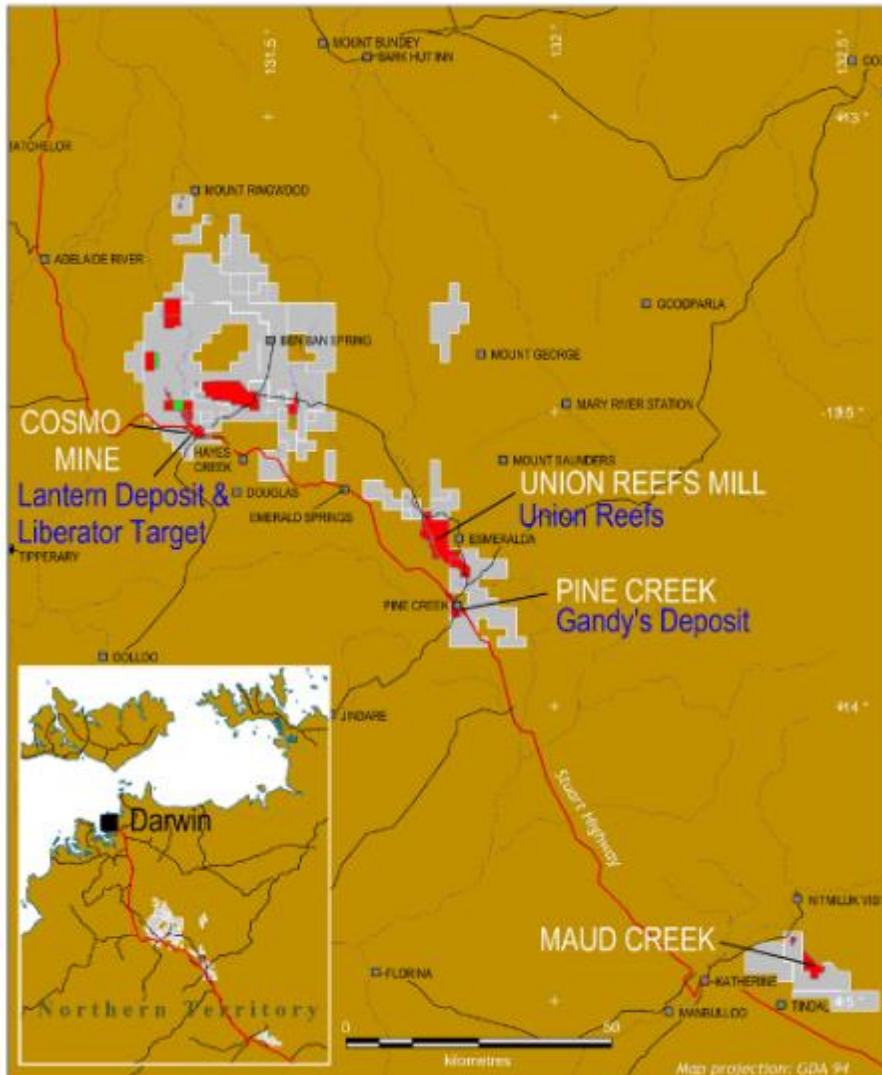 131.5°
132°
132.5°
MOUNT BUNDEY
BARK HUT INN
-13°
MOUNT RINGWOOD
ADELAIDE RIVER
GOODPARLA
BEN BAN SPRING
MOUNT GEORGE
MARY RIVER STATION
-13.5°
COSMO
MINE
HAYES
CREEK
MOUNT SAUNDERS
Lantern Deposit &
Liberator Target
DOUGLAS
EMERALD SPRINGS
UNION REEFS MILL
Union Reefs
ESMERALDA
TIPPERARY
PINE CREEK
PINE CREEK
Gandy's Deposit
JINDARE
-14°
Stuart Highway
Darwin
Northern Territory
MAUD CREEK
FLORINA
KATHERINE
MANBULLOO
TINDAL
0
50
kilometres
Map projection: GDA 94